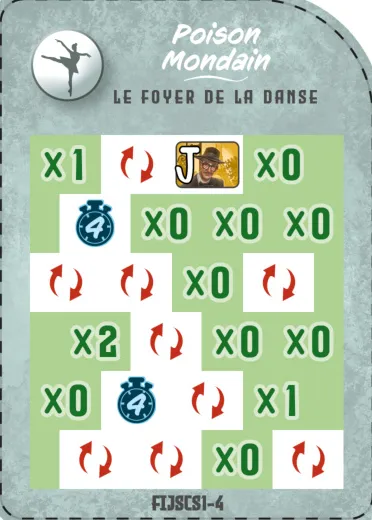 Poison
Mondain
LE FOYER DE LA DANSE
x1 J x0
4 x0 x0 x0
x0
x2 x0 x0
x0 4 x1
x0
FIJSCS1-4